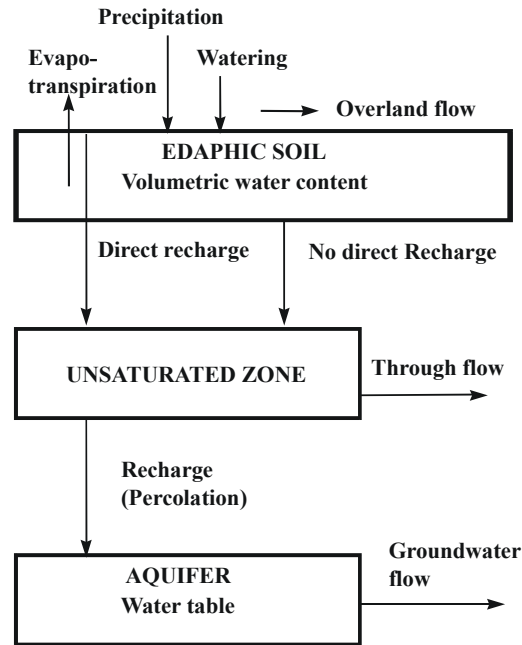 Precipitation
Evapo-
transpiration
Watering
Overland flow
EDAPHIC SOIL
Volumetric water content
Direct recharge
No direct Recharge
UNSATURATED ZONE
Through flow
Recharge
(Percolation)
Groundwater
flow
AQUIFER
Water table